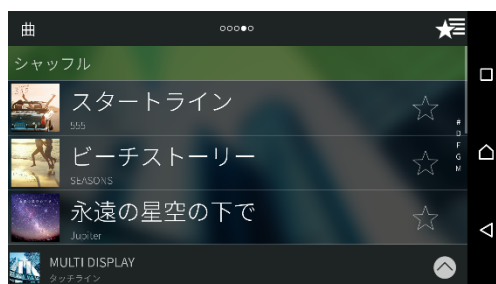 曲
シャッフル
スタートライン
555
ビーチストーリー
SEASONS
永遠の星空の下で
Jupiter
#
D
F
G
M
MULTI DISPLAY
タッチライン